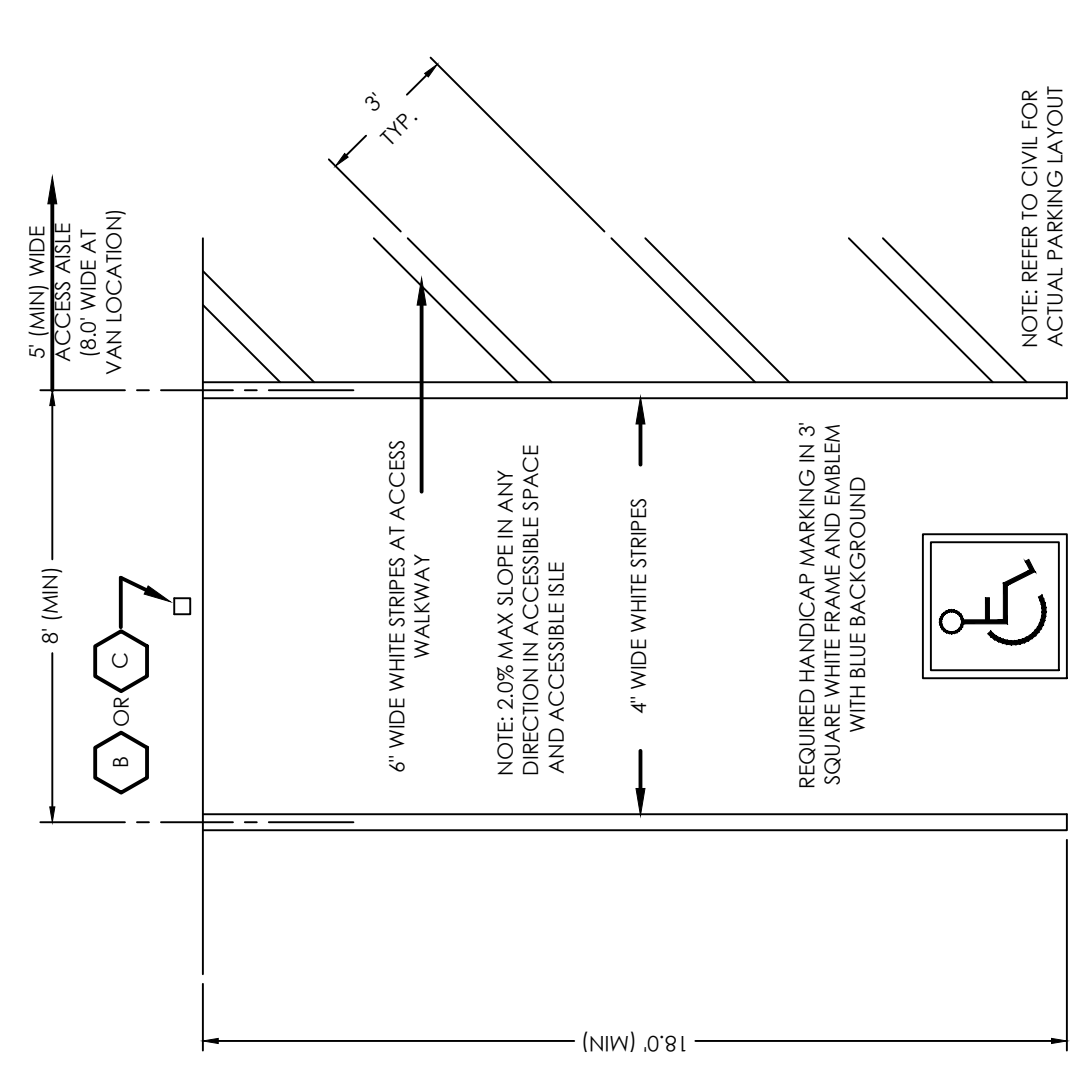 5' (MIN) WIDE
ACCESS AISLE
(8.0' WIDE AT
VAN LOCATION)
8' (MIN)
B OR C
3'
TYP.
6" WIDE WHITE STRIPES AT ACCESS
WALKWAY
NOTE: 2.0% MAX SLOPE IN ANY
DIRECTION IN ACCESSIBLE SPACE
AND ACCESSIBLE ISLE
4" WIDE WHITE STRIPES
REQUIRED HANDICAP MARKING IN 3'
SQUARE WHITE FRAME AND EMBLEM
WITH BLUE BACKGROUND
NOTE: REFER TO CIVIL FOR
ACTUAL PARKING LAYOUT
18.0' (MIN)